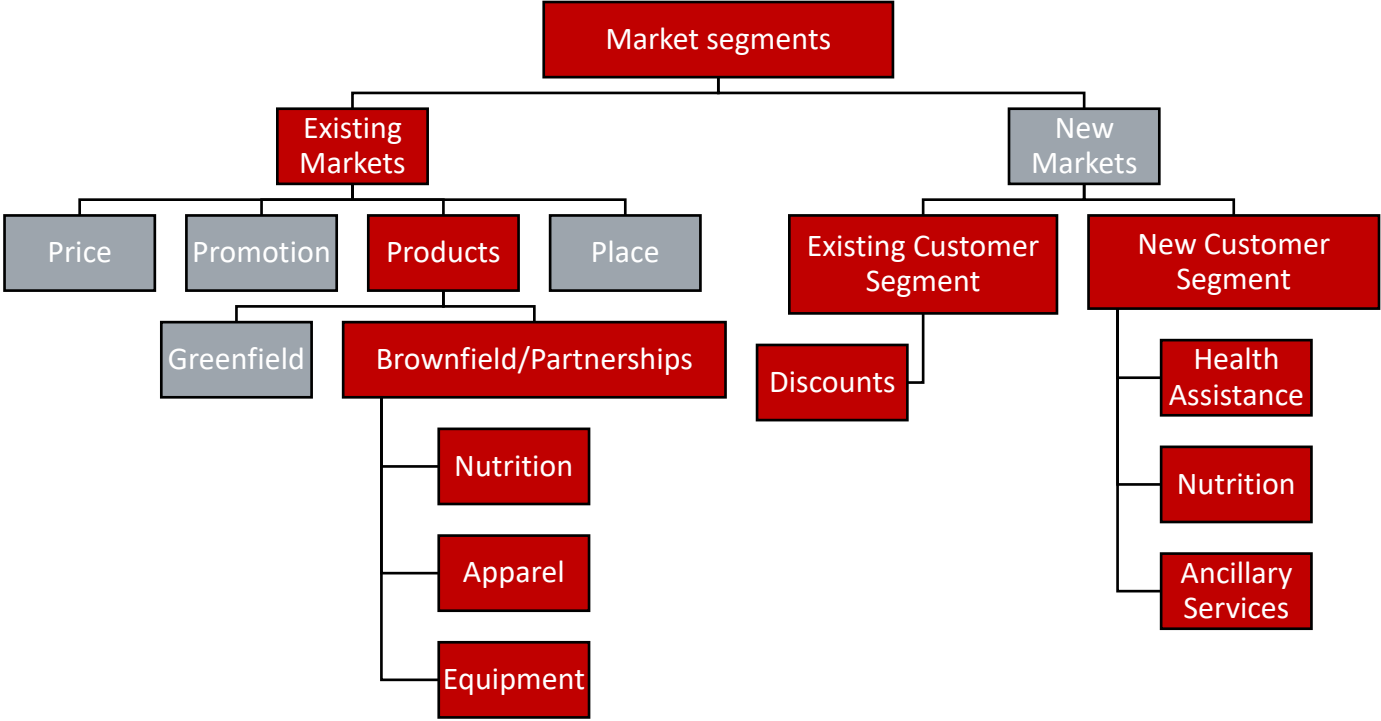 Market segments
Existing
Markets
New
Markets
Price
Promotion
Products
Place
Existing Customer
Segment
New Customer
Segment
Greenfield
Brownfield/Partnerships
Discounts
Health
Assistance
Nutrition
Nutrition
Apparel
Ancillary
Services
Equipment